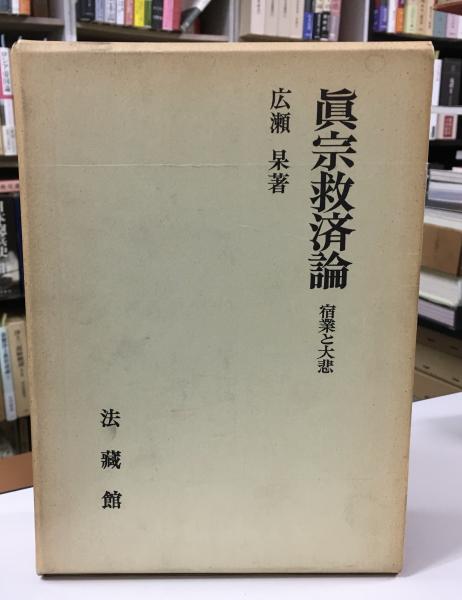 眞宗救済論
宿業と大悲
広瀬 杲著
法藏館